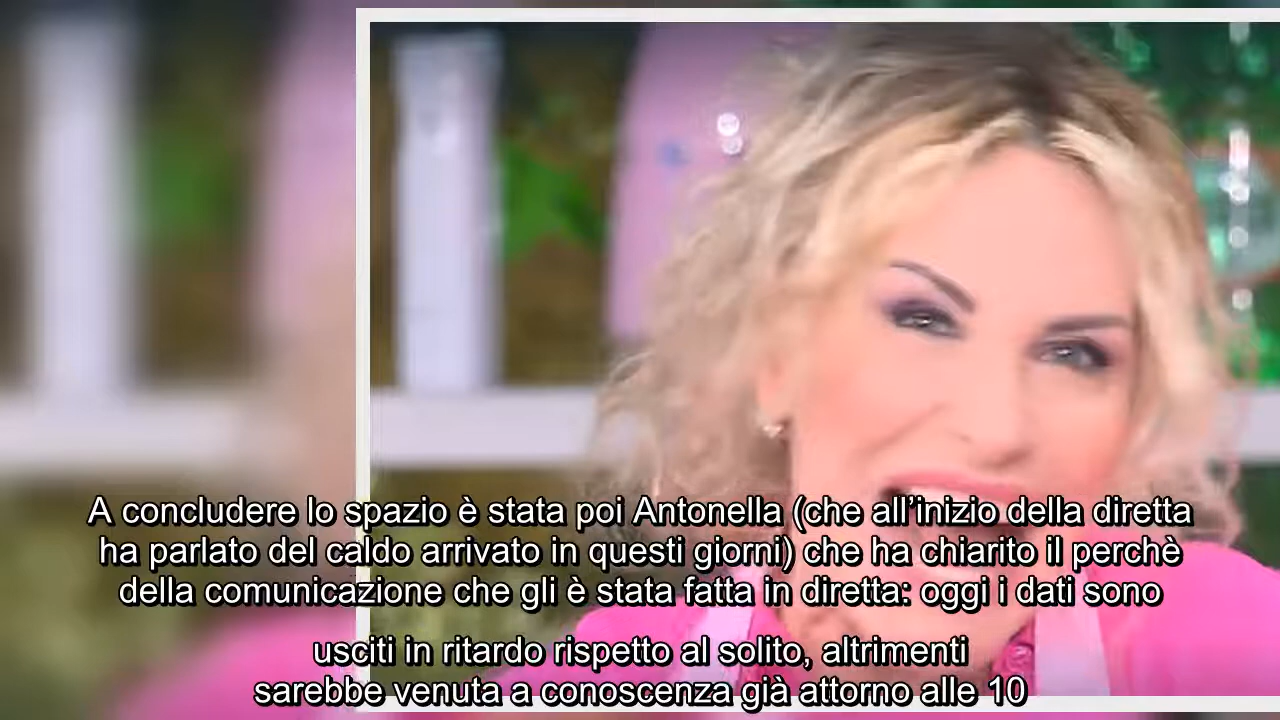 A concludere lo spazio è stata poi Antonella (che all’inizio della diretta
ha parlato del caldo arrivato in questi giorni) che ha chiarito il perchè
della comunicazione che gli è stata fatta in diretta: oggi i dati sono
usciti in ritardo rispetto al solito, altrimenti
sarebbe venuta a conoscenza già attorno alle 10